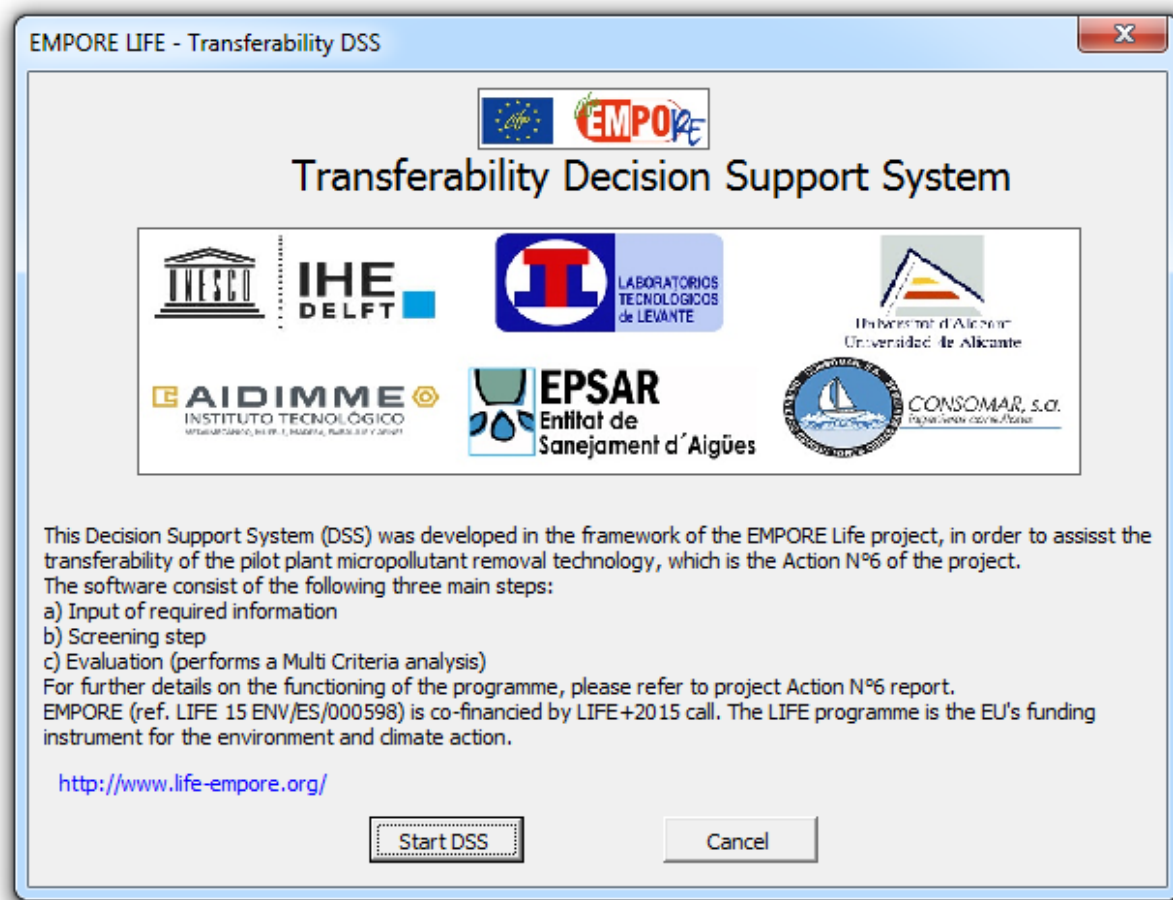 EMPORE LIFE - Transferability DSS
life EMPORE
Transferability Decision Support System
UNESCO
IHE
DELFT
LABORATORIOS
TECNOLÓGICOS
de LEVANTE
Universitat d'Alacant
Universidad de Alicante
AIDIMME
INSTITUTO TECNOLÓGICO
EPSAR
Entitat de
Sanejament d´Aigües
CONSOMAR, s.a.
ingenieros consultores
This Decision Support System (DSS) was developed in the framework of the EMPORE Life project, in order to assisst the
transferability of the pilot plant micropollutant removal technology, which is the Action Nº6 of the project.
The software consist of the following three main steps:
a) Input of required information
b) Screening step
c) Evaluation (performs a Multi Criteria analysis)
For further details on the functioning of the programme, please refer to project Action Nº6 report.
EMPORE (ref. LIFE 15 ENV/ES/000598) is co-financied by LIFE+2015 call. The LIFE programme is the EU's funding
instrument for the environment and climate action.
http://www.life-empore.org/
Start DSS
Cancel